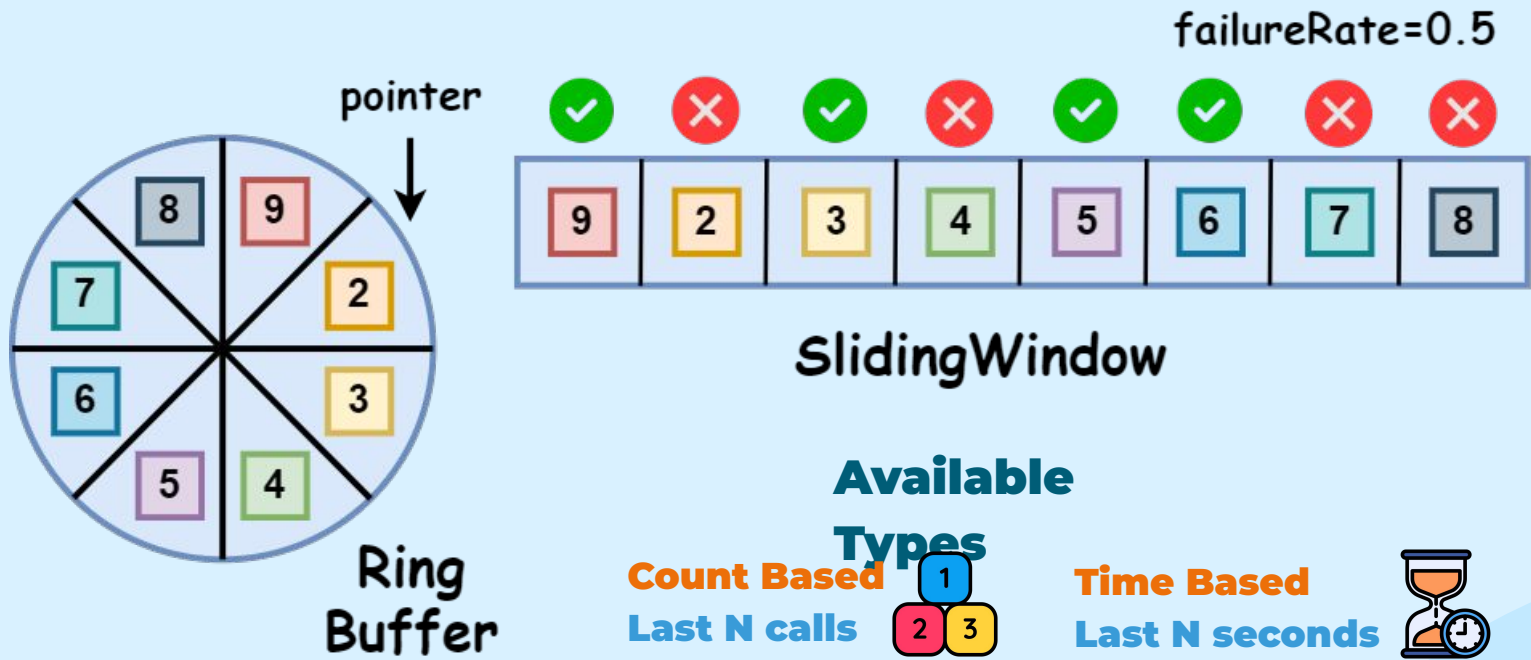 failureRate=0.5
pointer
8 9
7 2
6 3
5 4
Ring
Buffer
9 2 3 4 5 6 7 8
SlidingWindow
Available
Types
Count Based
Last N calls
1
2 3
Time Based
Last N seconds